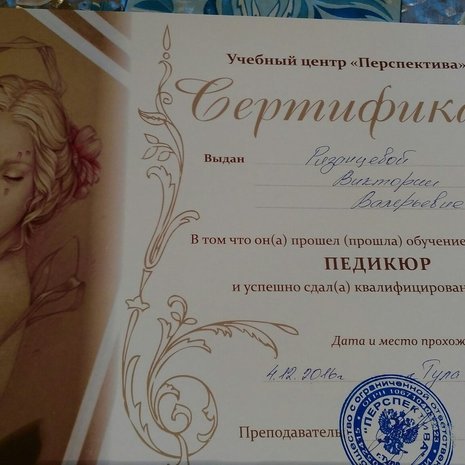 Учебный центр «Перспектива»
Сертифика
Выдан Рязанцевой
Виктории
Валерьевне
В том что он(а) прошел (прошла) обучение
ПЕДИКЮР
и успешно сдал(а) квалифицирован
Дата и место прохож
4.12.2016г г. Тула
Преподаватель
"ПЕРСПЕКТИВА"